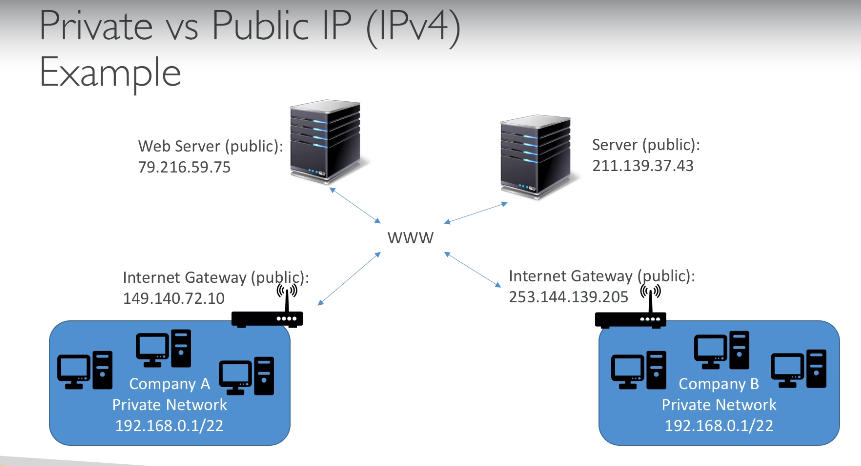 Private vs Public IP (IPv4)
Example
Web Server (public):
79.216.59.75
Server (public):
211.139.37.43
WWW
Internet Gateway (public):
149.140.72.10
Internet Gateway (public):
253.144.139.205
Company A
Private Network
192.168.0.1/22
Company B
Private Network
192.168.0.1/22